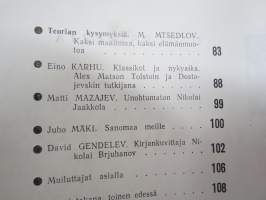 Teorian kysymyksiä. M. MTSEDLOV.
Kaksi maailmaa, kaksi elämänmuo-
toa 83
Eino KARHU. Klassikot ja nykyaika.
Alex Matson Tolstoin ja Dosto-
jevskin tutkijana 88
Matti MAZAJEV. Unohtumaton Nikolai
Jaakkola 99
Juho MÄKI. Sanomaa meille 100
David GENDELEV. Kirjankuvittaja Ni-
kolai Brjuhanov 102
Muiluttajat asialla 106
toinen edessä 108